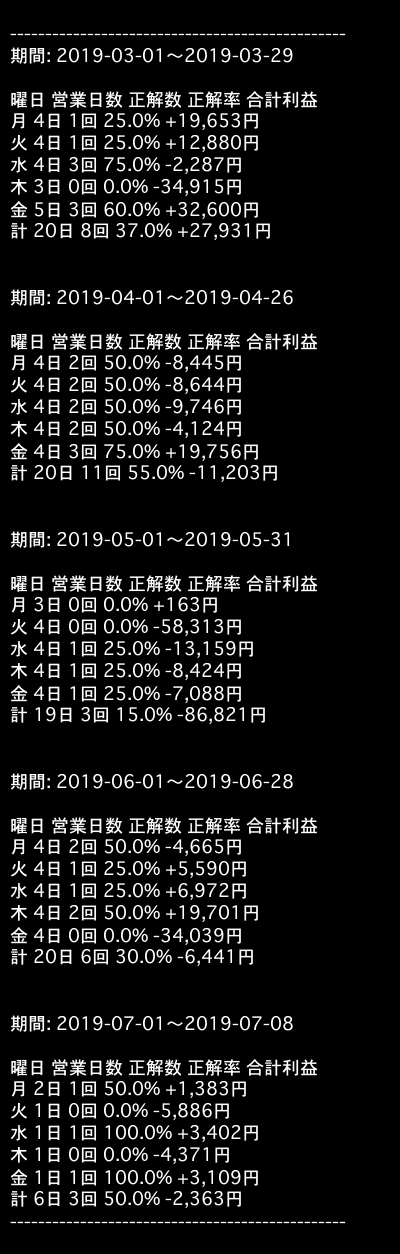 ------------------------------------------------
期間: 2019-03-01〜2019-03-29
曜日 営業日数 正解数 正解率 合計利益
月 4日 1回 25.0% +19,653円
火 4日 1回 25.0% +12,880円
水 4日 3回 75.0% -2,287円
木 3日 0回 0.0% -34,915円
金 5日 3回 60.0% +32,600円
計 20日 8回 37.0% +27,931円
期間: 2019-04-01〜2019-04-26
曜日 営業日数 正解数 正解率 合計利益
月 4日 2回 50.0% -8,445円
火 4日 2回 50.0% -8,644円
水 4日 2回 50.0% -9,746円
木 4日 2回 50.0% -4,124円
金 4日 3回 75.0% +19,756円
計 20日 11回 55.0% -11,203円
期間: 2019-05-01〜2019-05-31
曜日 営業日数 正解数 正解率 合計利益
月 3日 0回 0.0% +163円
火 4日 0回 0.0% -58,313円
水 4日 1回 25.0% -13,159円
木 4日 1回 25.0% -8,424円
金 4日 1回 25.0% -7,088円
計 19日 3回 15.0% -86,821円
期間: 2019-06-01〜2019-06-28
曜日 営業日数 正解数 正解率 合計利益
月 4日 2回 50.0% -4,665円
火 4日 1回 25.0% +5,590円
水 4日 1回 25.0% +6,972円
木 4日 2回 50.0% +19,701円
金 4日 0回 0.0% -34,039円
計 20日 6回 30.0% -6,441円
期間: 2019-07-01〜2019-07-08
曜日 営業日数 正解数 正解率 合計利益
月 2日 1回 50.0% +1,383円
火 1日 0回 0.0% -5,886円
水 1日 1回 100.0% +3,402円
木 1日 0回 0.0% -4,371円
金 1日 1回 100.0% +3,109円
計 6日 3回 50.0% -2,363円
------------------------------------------------